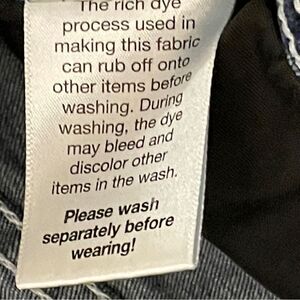 The rich dye
process used in
making this fabric
can rub off onto
other items before
washing. During
washing, the dye
may bleed and
discolor other
items in the wash.
Please wash
separately before
wearing!